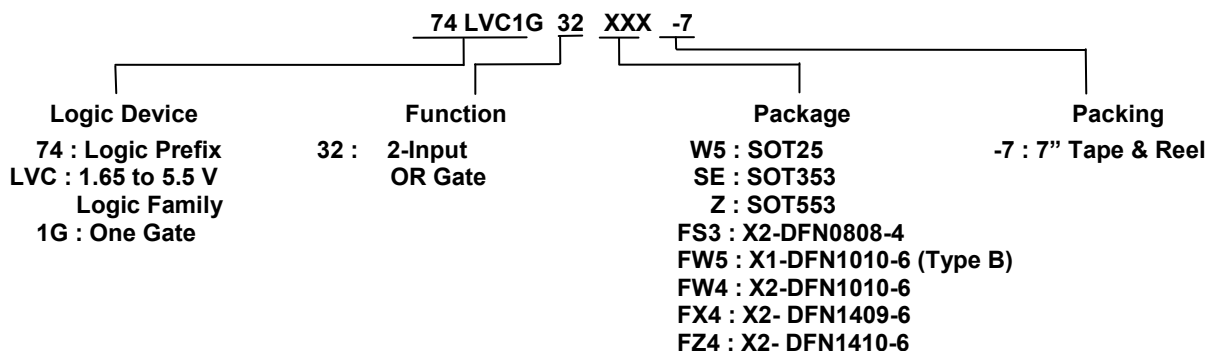 74 LVC1G 32 XXX -7
Logic Device
74 : Logic Prefix
LVC : 1.65 to 5.5 V
Logic Family
1G : One Gate
Function
32 : 2-Input
OR Gate
Package
W5 : SOT25
SE : SOT353
Z : SOT553
FS3 : X2-DFN0808-4
FW5 : X1-DFN1010-6 (Type B)
FW4 : X2-DFN1010-6
FX4 : X2- DFN1409-6
FZ4 : X2- DFN1410-6
Packing
-7 : 7” Tape & Reel